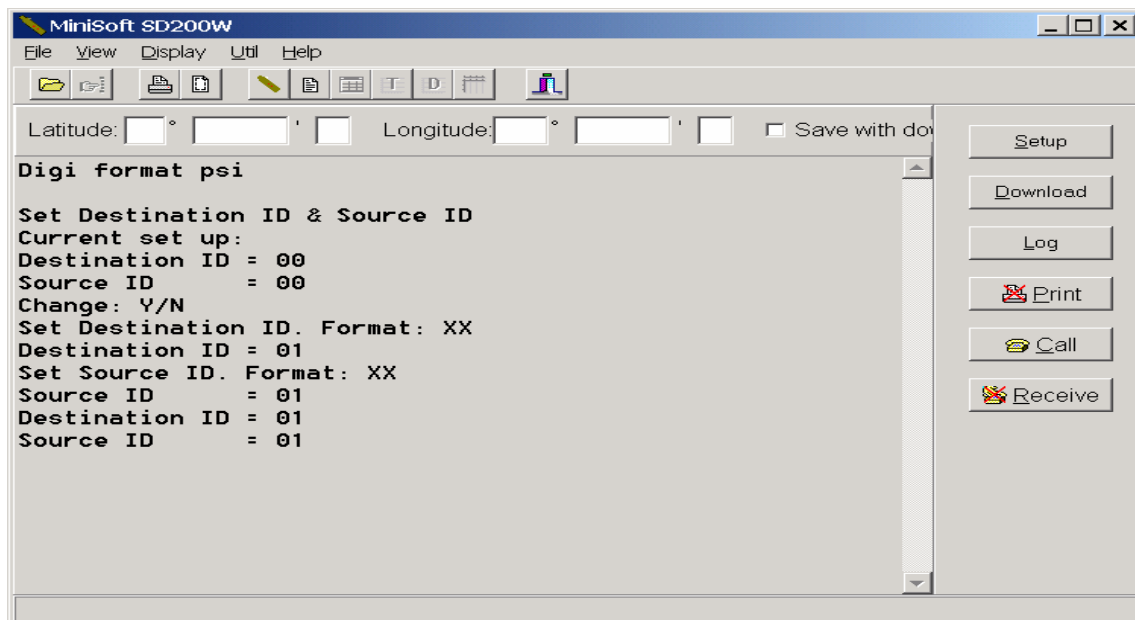 MiniSoft SD200W
File View Display Util Help
T D
Latitude: ° ' Longitude: ° ' Save with dow
Setup
Download
Log
Print
Call
Receive
Digi format psi
Set Destination ID & Source ID
Current set up:
Destination ID = 00
Source ID = 00
Change: Y/N
Set Destination ID. Format: XX
Destination ID = 01
Set Source ID. Format: XX
Source ID = 01
Destination ID = 01
Source ID = 01